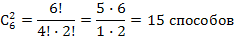 C₆² = 6! / (4! · 2!) = (5 · 6) / (1 · 2) = 15 способов